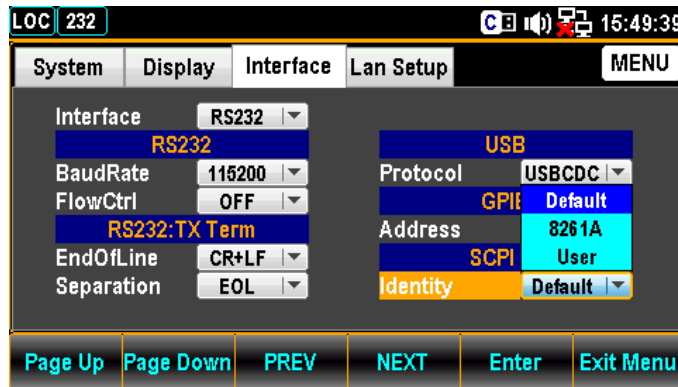 LOC 232 C 15:49:39
System Display Interface Lan Setup MENU
Interface RS232
RS232 USB
BaudRate 115200 Protocol USBCDC
FlowCtrl OFF GPIB Default
RS232:TX Term Address 8261A
EndOfLine CR+LF SCPI User
Separation EOL Identity Default
Page Up Page Down PREV NEXT Enter Exit Menu